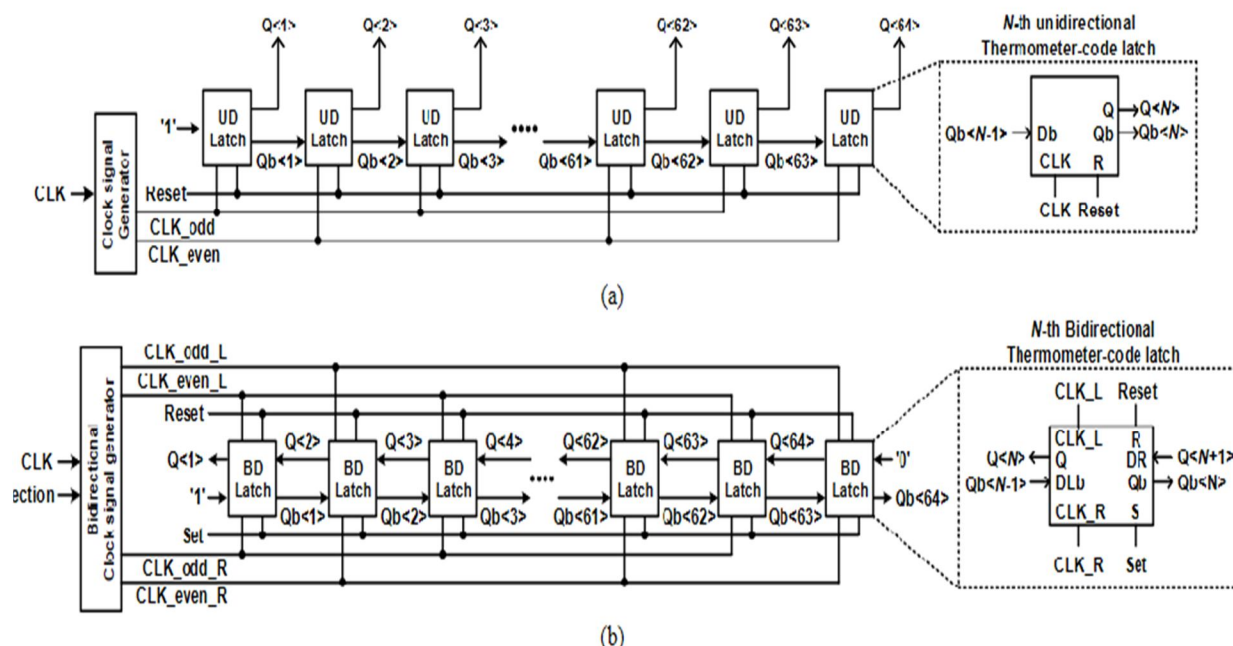 Q<1>
Q<2>
Q<3>
Q<62>
Q<63>
Q<64>
N-th unidirectional
Thermometer-code latch
'1'
UD
Latch
UD
Latch
UD
Latch
....
UD
Latch
UD
Latch
UD
Latch
Qb<1>
Qb<2>
Qb<3>
Qb<61>
Qb<62>
Qb<63>
Q
Q<N>
Qb<N-1>
Db
Qb
Qb<N>
CLK
R
CLK
Reset
CLK
Clock signal
Generator
Reset
CLK_odd
CLK_even
(a)
N-th Bidirectional
Thermometer-code latch
CLK_odd_L
CLK_even_L
Reset
CLK
ection
Bidirectional
Clock signal generator
Q<1>
Q<2>
Q<3>
Q<4>
Q<62>
Q<63>
Q<64>
'0'
'1'
BD
Latch
BD
Latch
BD
Latch
....
BD
Latch
BD
Latch
BD
Latch
Qb<1>
Qb<2>
Qb<3>
Qb<61>
Qb<62>
Qb<63>
Qb<64>
Set
CLK_odd_R
CLK_even_R
CLK_L
Reset
CLK_L
R
Q<N>
Q
DR
Q<N+1>
Qb<N-1>
DLb
Qb
Qb<N>
CLK_R
S
CLK_R
Set
(b)